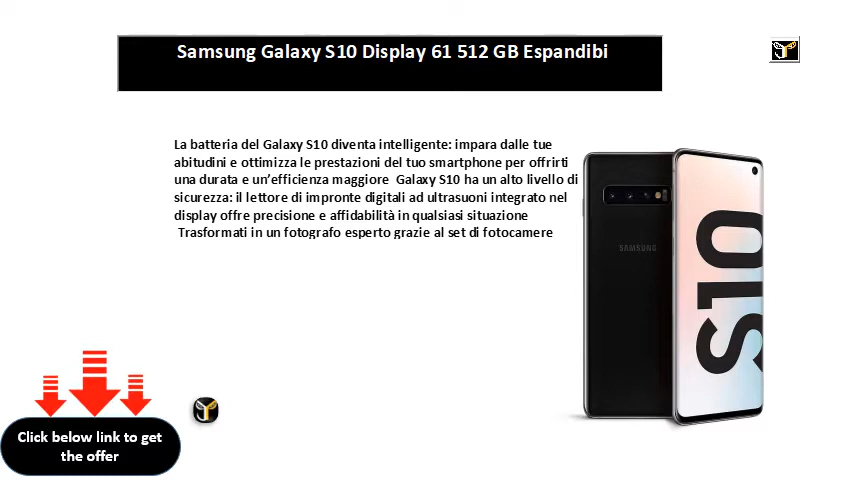 Samsung Galaxy S10 Display 61 512 GB Espandibi
La batteria del Galaxy S10 diventa intelligente: impara dalle tue
abitudini e ottimizza le prestazioni del tuo smartphone per offrirti
una durata e un’efficienza maggiore  Galaxy S10 ha un alto livello di
sicurezza: il lettore di impronte digitali ad ultrasuoni integrato nel
display offre precisione e affidabilità in qualsiasi situazione
Trasformati in un fotografo esperto grazie al set di fotocamere
SAMSUNG
S10
Click below link to get
the offer